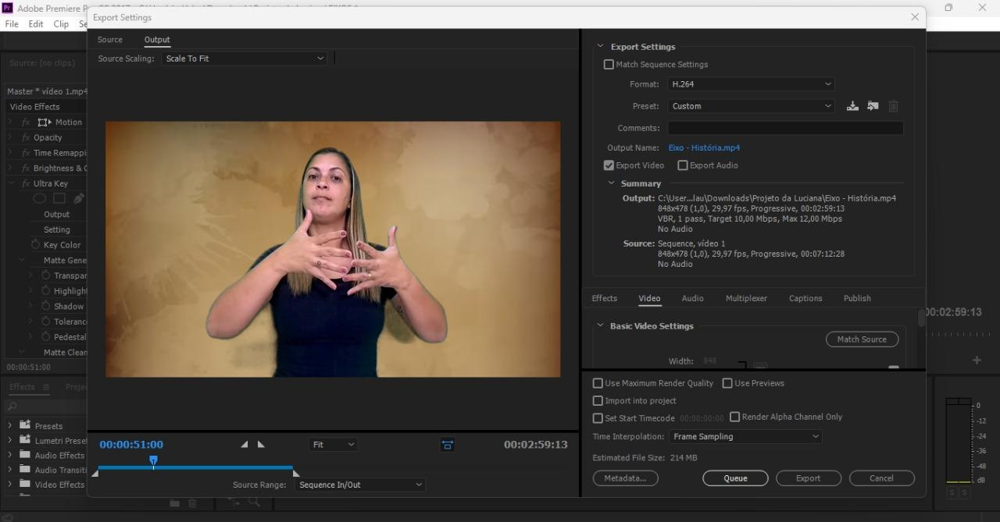 Adobe Premiere
Export Settings
File Edit Clip
Source Output
Source Scaling: Scale To Fit
Source: (no clips)
Master * vídeo 1.mp4
Video Effects
fx Motion
fx Opacity
fx Time Remappi
fx Brightness & C
fx Ultra Key
Output
Setting
Key Color
Matte Gene
Transpar
Highlight
Shadow
Tolerance
Pedestal
Matte Clean
00:00:51:00
Effects Projec
Presets
Lumetri Preset
Audio Effects
Audio Transiti
Video Effects
00:00:51:00 Fit 00:02:59:13
Source Range: Sequence In/Out
Export Settings
Match Sequence Settings
Format: H.264
Preset: Custom
Comments:
Output Name: Eixo - História.mp4
Export Video Export Audio
Summary
Output: C:\User...lau\Downloads\Projeto da Luciana\Eixo - História.mp4
848x478 (1,0), 29,97 fps, Progressive, 00:02:59:13
VBR, 1 pass, Target 10,00 Mbps, Max 12,00 Mbps
No Audio
Source: Sequence, vídeo 1
848x478 (1,0), 29,97 fps, Progressive, 00:07:12:28
No Audio
Effects Video Audio Multiplexer Captions Publish
Basic Video Settings
Match Source
Width: 848
Use Maximum Render Quality Use Previews
Import into project
Set Start Timecode 00:00:00:00 Render Alpha Channel Only
Time Interpolation: Frame Sampling
Estimated File Size: 214 MB
Metadata... Queue Export Cancel
00:02:59:13
0
-12
-24
-36
-48
dB
S S